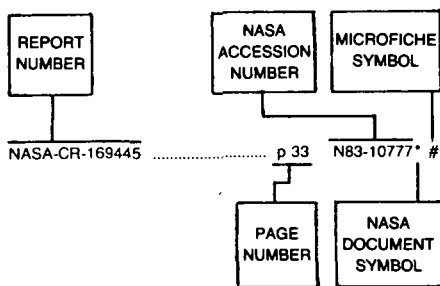 REPORT
NUMBER
NASA
ACCESSION
NUMBER
MICROFICHE
SYMBOL
NASA-CR-169445 .................... p 33 N83-10777* #
PAGE
NUMBER
NASA
DOCUMENT
SYMBOL